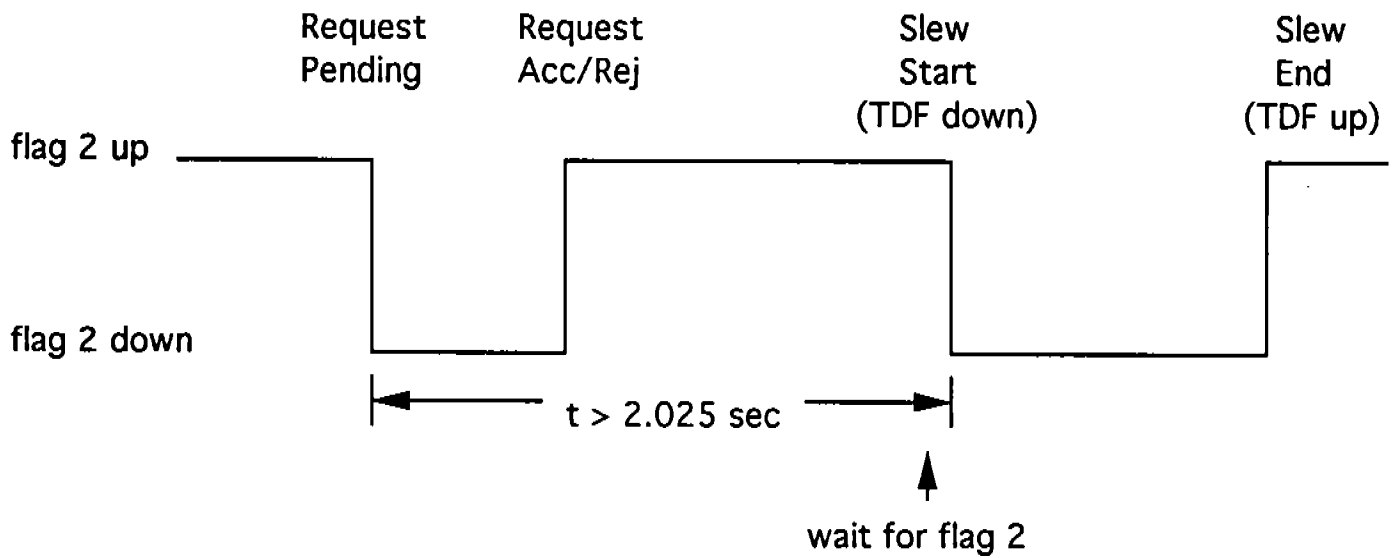 Request
Pending
Request
Acc/Rej
Slew
Start
(TDF down)
Slew
End
(TDF up)
flag 2 up
flag 2 down
t > 2.025 sec
wait for flag 2